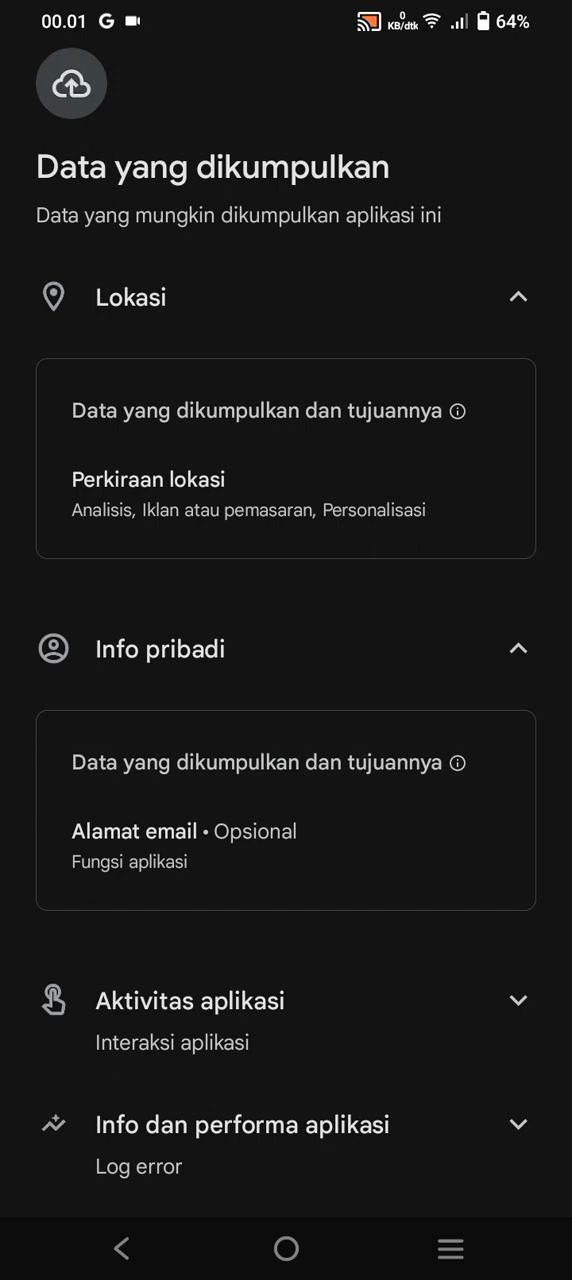 00.01
G
0
KB/dtk
64%
Data yang dikumpulkan
Data yang mungkin dikumpulkan aplikasi ini
Lokasi
Data yang dikumpulkan dan tujuannya
Perkiraan lokasi
Analisis, Iklan atau pemasaran, Personalisasi
Info pribadi
Data yang dikumpulkan dan tujuannya
Alamat email • Opsional
Fungsi aplikasi
Aktivitas aplikasi
Interaksi aplikasi
Info dan performa aplikasi
Log error